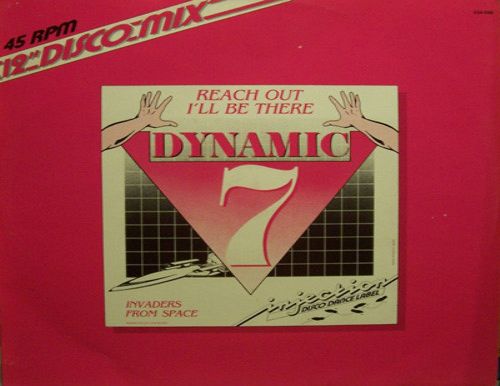 45 RPM
12" DISCO-MIX
REACH OUT
I'LL BE THERE
DYNAMIC
7
INVADERS
FROM SPACE
injection
DISCO DANCE LABEL